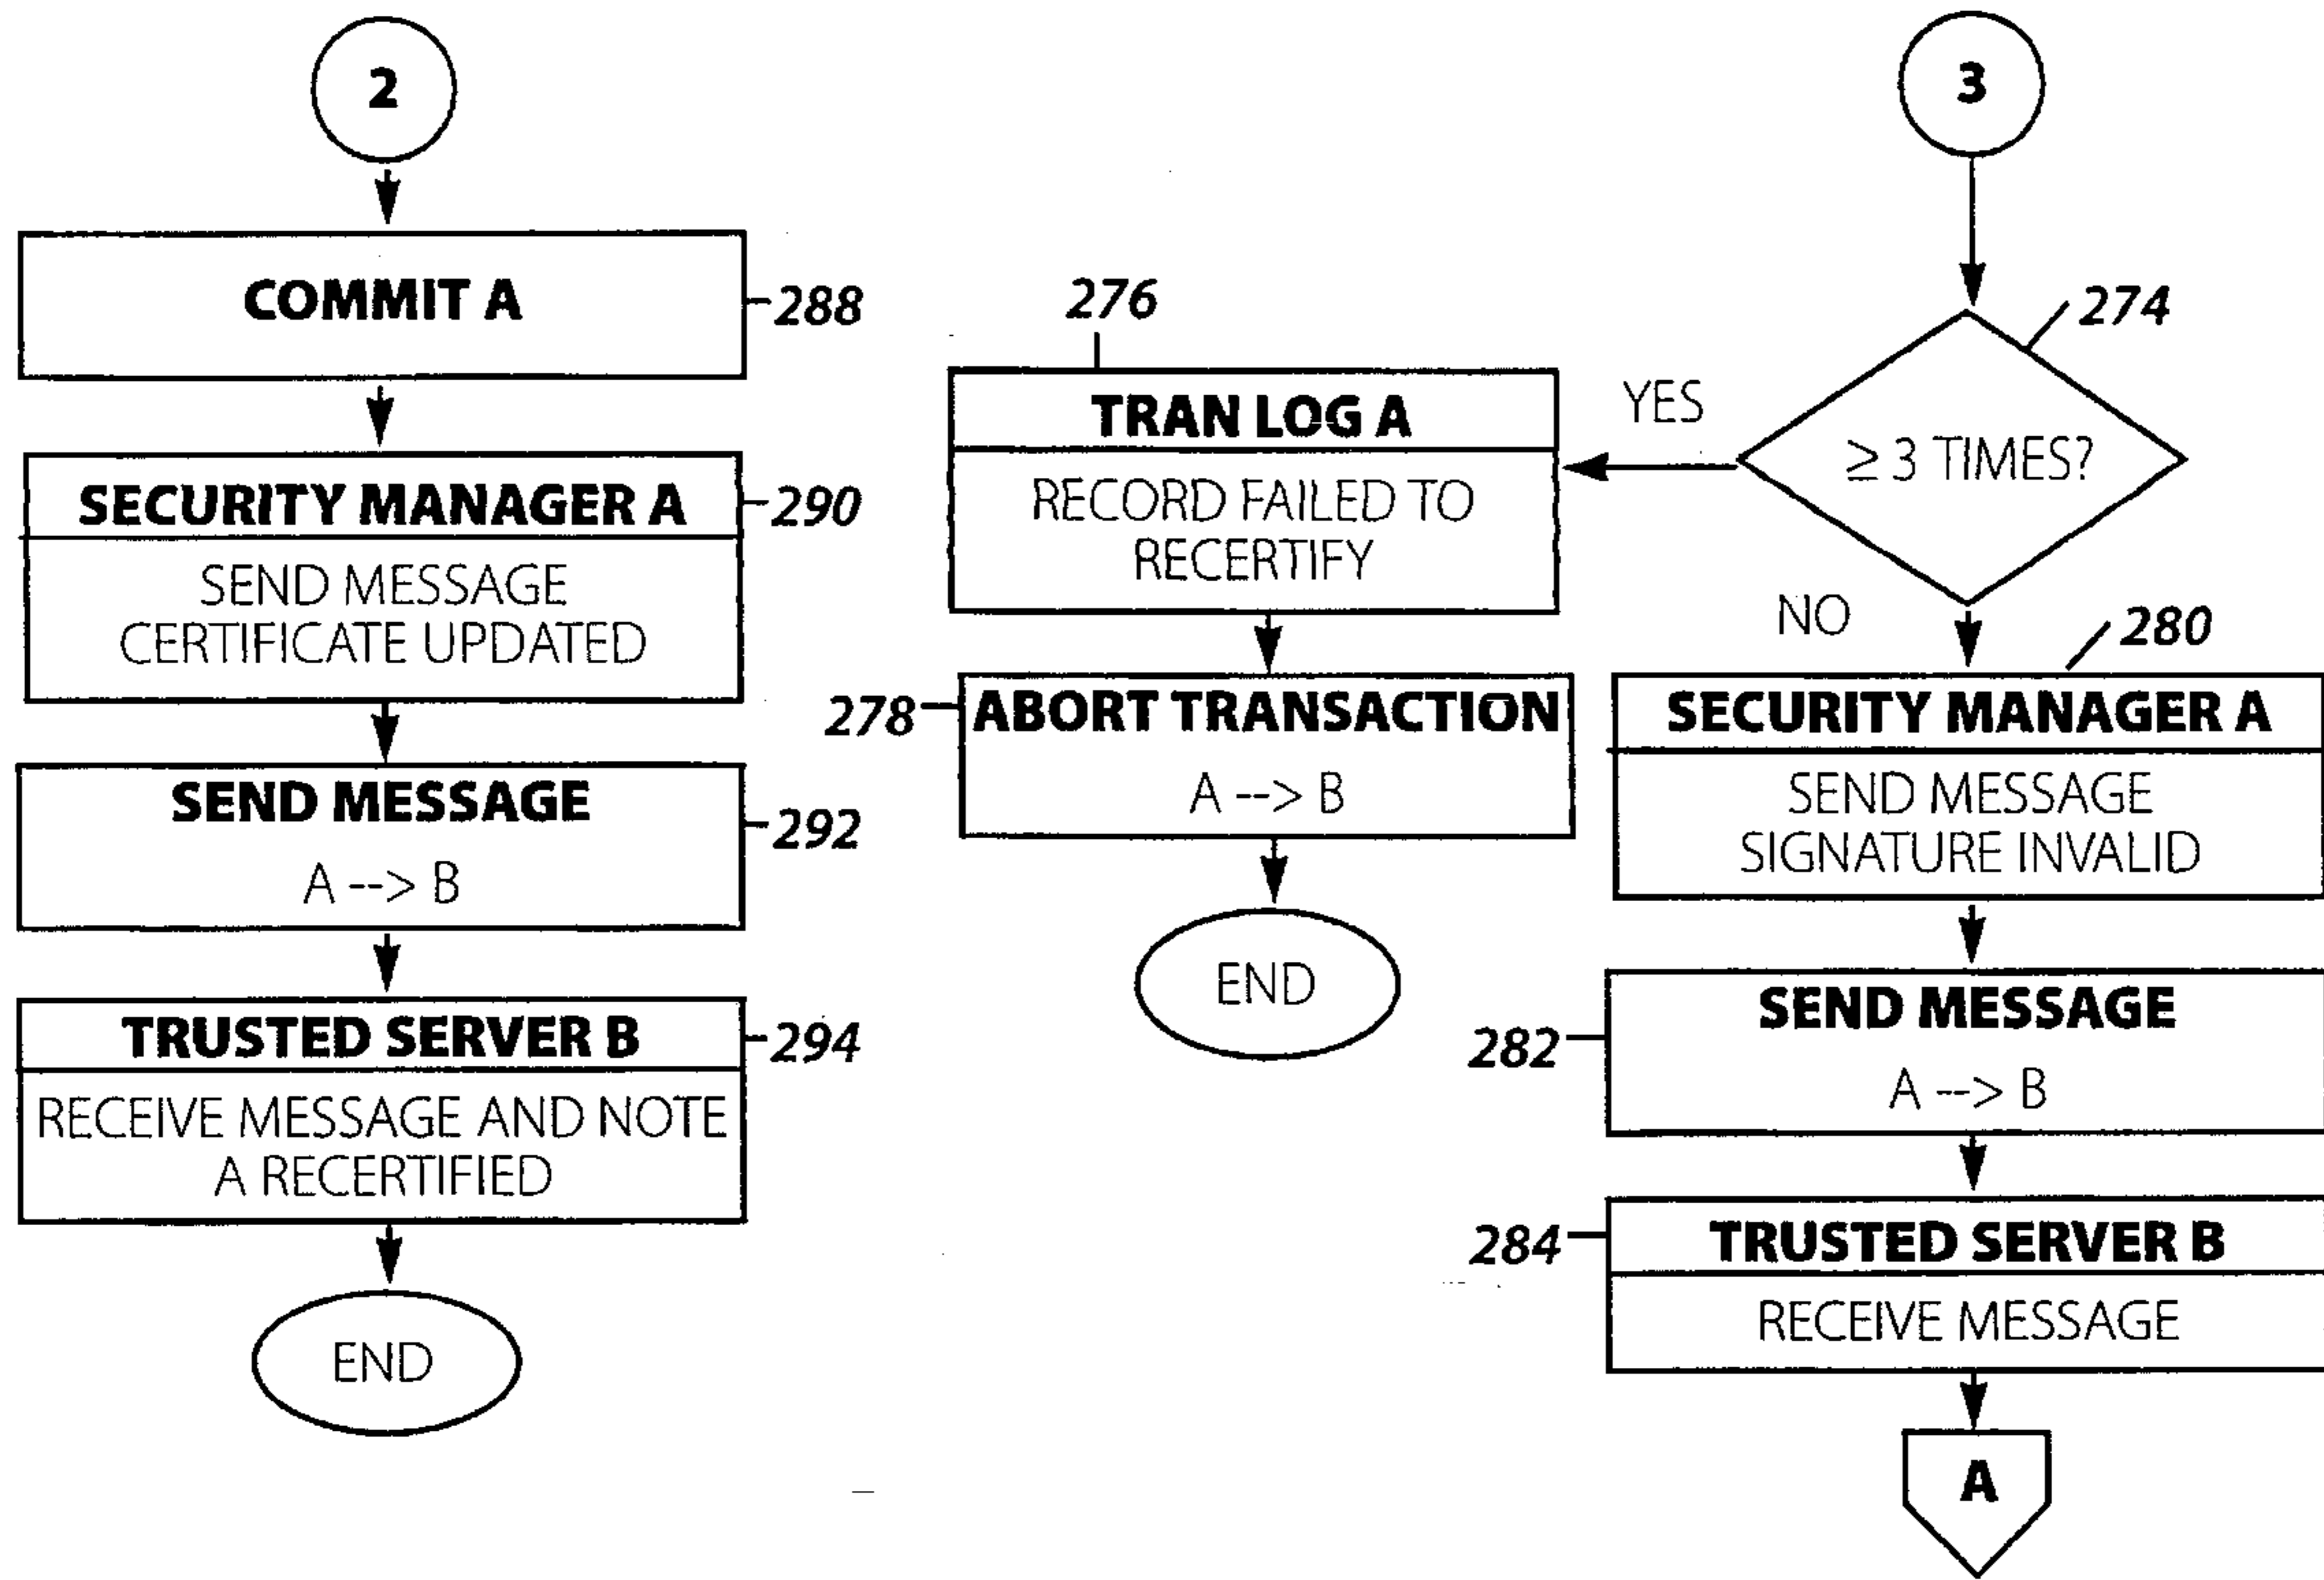 2
COMMIT A
288
SECURITY MANAGER A
290
SEND MESSAGE
CERTIFICATE UPDATED
SEND MESSAGE
292
A --> B
TRUSTED SERVER B
294
RECEIVE MESSAGE AND NOTE
A RECERTIFIED
END
276
TRAN LOG A
RECORD FAILED TO
RECERTIFY
278
ABORT TRANSACTION
A --> B
END
3
274
≥ 3 TIMES?
YES
NO
280
SECURITY MANAGER A
SEND MESSAGE
SIGNATURE INVALID
SEND MESSAGE
282
A --> B
284
TRUSTED SERVER B
RECEIVE MESSAGE
A